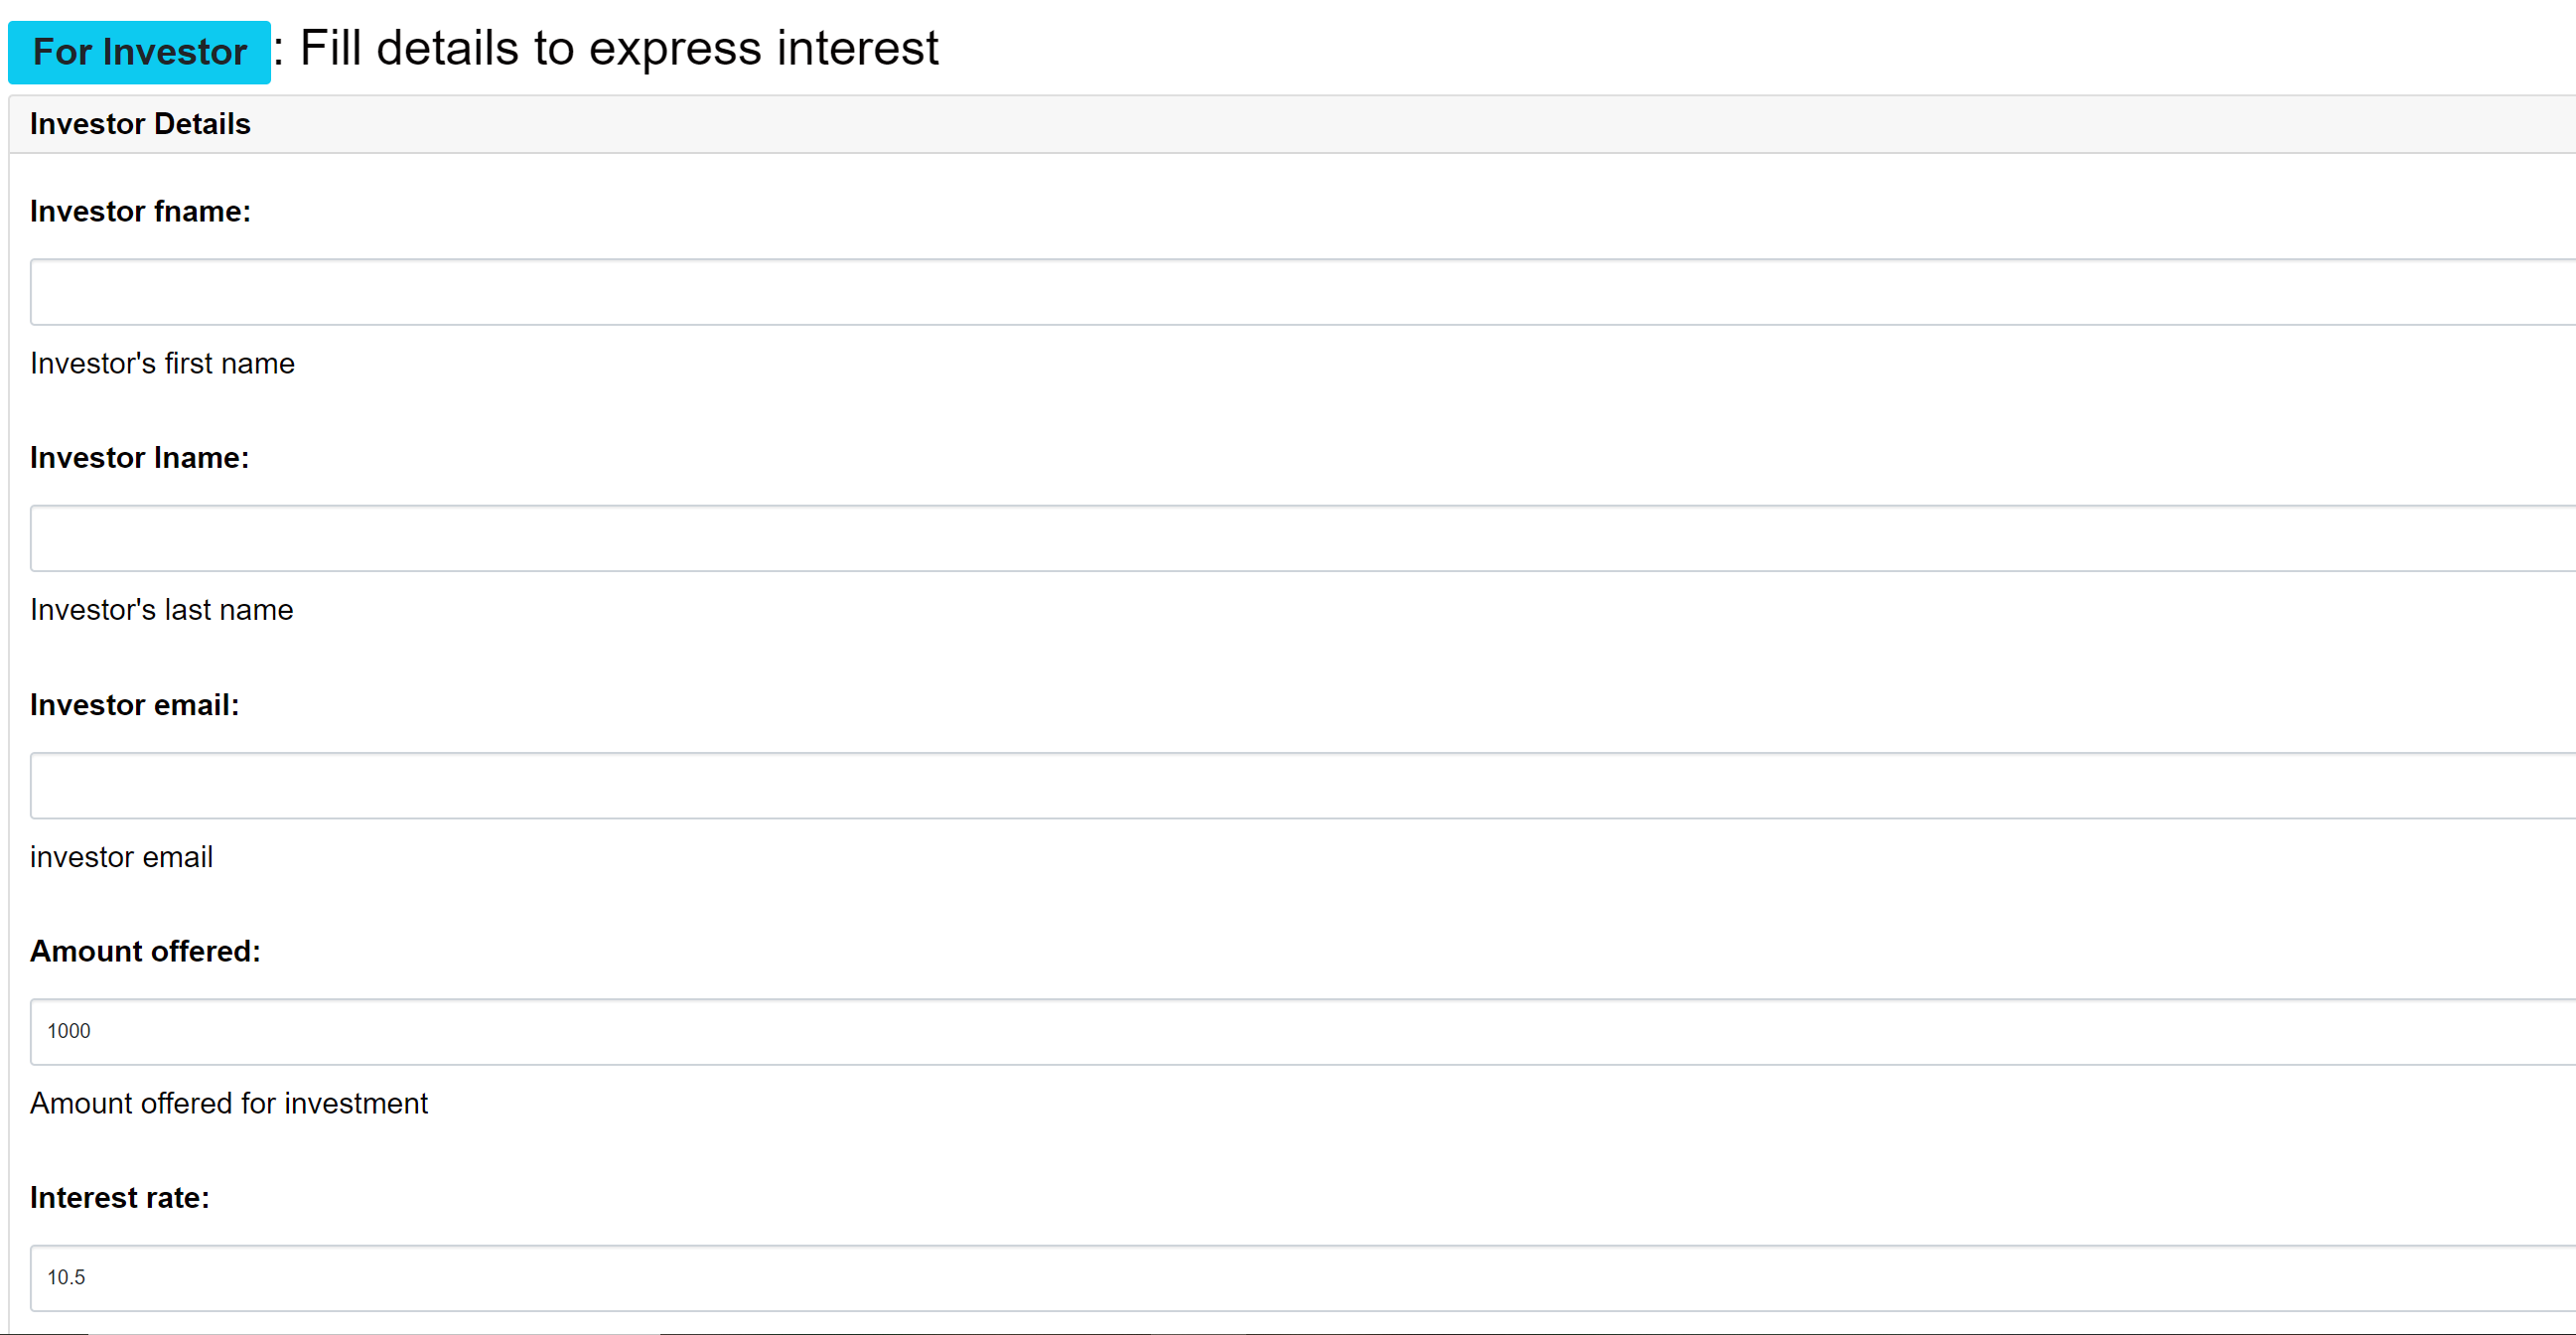 For Investor : Fill details to express interest
Investor Details
Investor fname:
Investor's first name
Investor lname:
Investor's last name
Investor email:
investor email
Amount offered:
1000
Amount offered for investment
Interest rate:
10.5